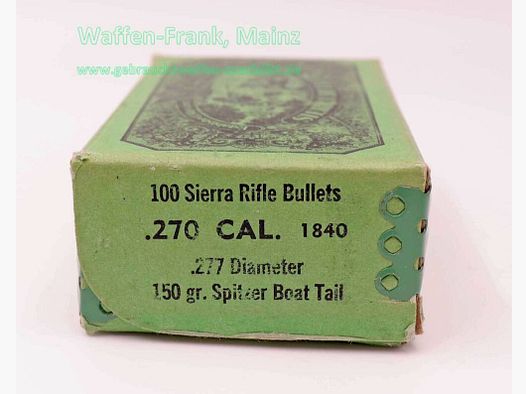 Waffen-Frank, Mainz
100 Sierra Rifle Bullets
.270 CAL. 1840
.277 Diameter
150 gr. Spitzer Boat Tail